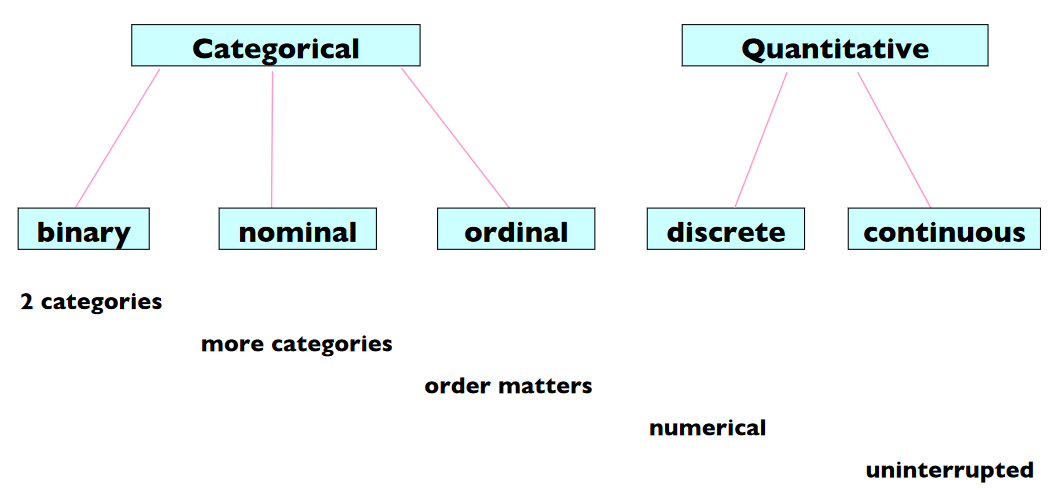 Categorical
Quantitative
binary
nominal
ordinal
discrete
continuous
2 categories
more categories
order matters
numerical
uninterrupted